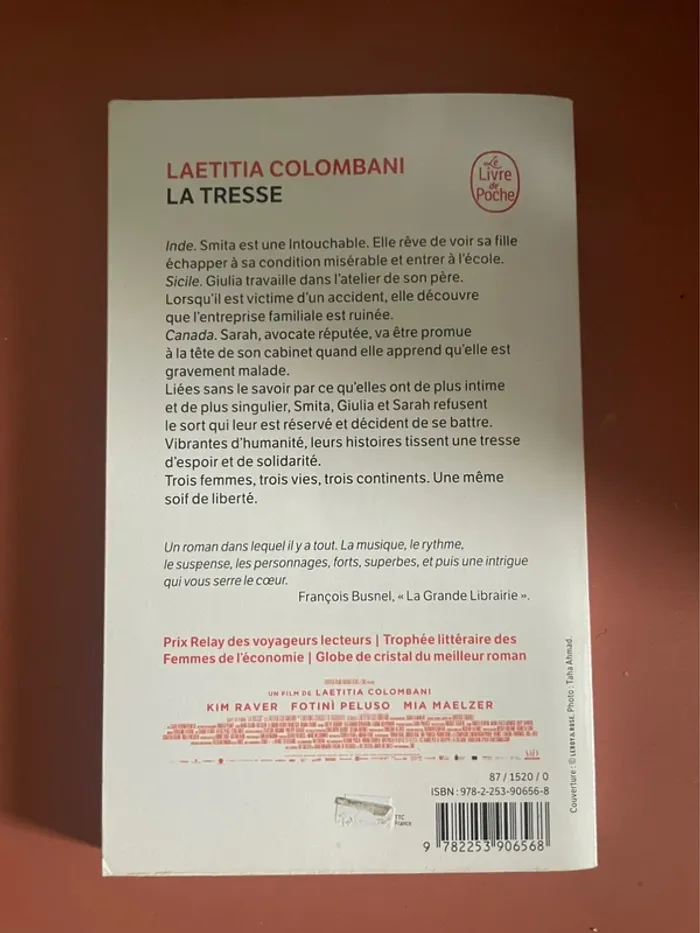 LAETITIA COLOMBANI
LA TRESSE
Le
Livre
de
Poche
Inde. Smita est une Intouchable. Elle rêve de voir sa fille
échapper à sa condition misérable et entrer à l'école.
Sicile. Giulia travaille dans l'atelier de son père.
Lorsqu'il est victime d'un accident, elle découvre
que l'entreprise familiale est ruinée.
Canada. Sarah, avocate réputée, va être promue
à la tête de son cabinet quand elle apprend qu'elle est
gravement malade.
Liées sans le savoir par ce qu'elles ont de plus intime
et de plus singulier, Smita, Giulia et Sarah refusent
le sort qui leur est réservé et décident de se battre.
Vibrantes d'humanité, leurs histoires tissent une tresse
d'espoir et de solidarité.
Trois femmes, trois vies, trois continents. Une même
soif de liberté.
Un roman dans lequel il y a tout. La musique, le rythme,
le suspense, les personnages, forts, superbes, et puis une intrigue
qui vous serre le cœur.
François Busnel, « La Grande Librairie ».
Prix Relay des voyageurs lecteurs | Trophée littéraire des
Femmes de l'économie | Globe de cristal du meilleur roman
UN FILM DE LAETITIA COLOMBANI
KIM RAVER FOTINÌ PELUSO MIA MAELZER
87 / 1520 / 0
ISBN : 978-2-253-90656-8
TTC
France
9 782253 906568
Couverture : © LEROY & ROSE. Photo : Taha Ahmad.